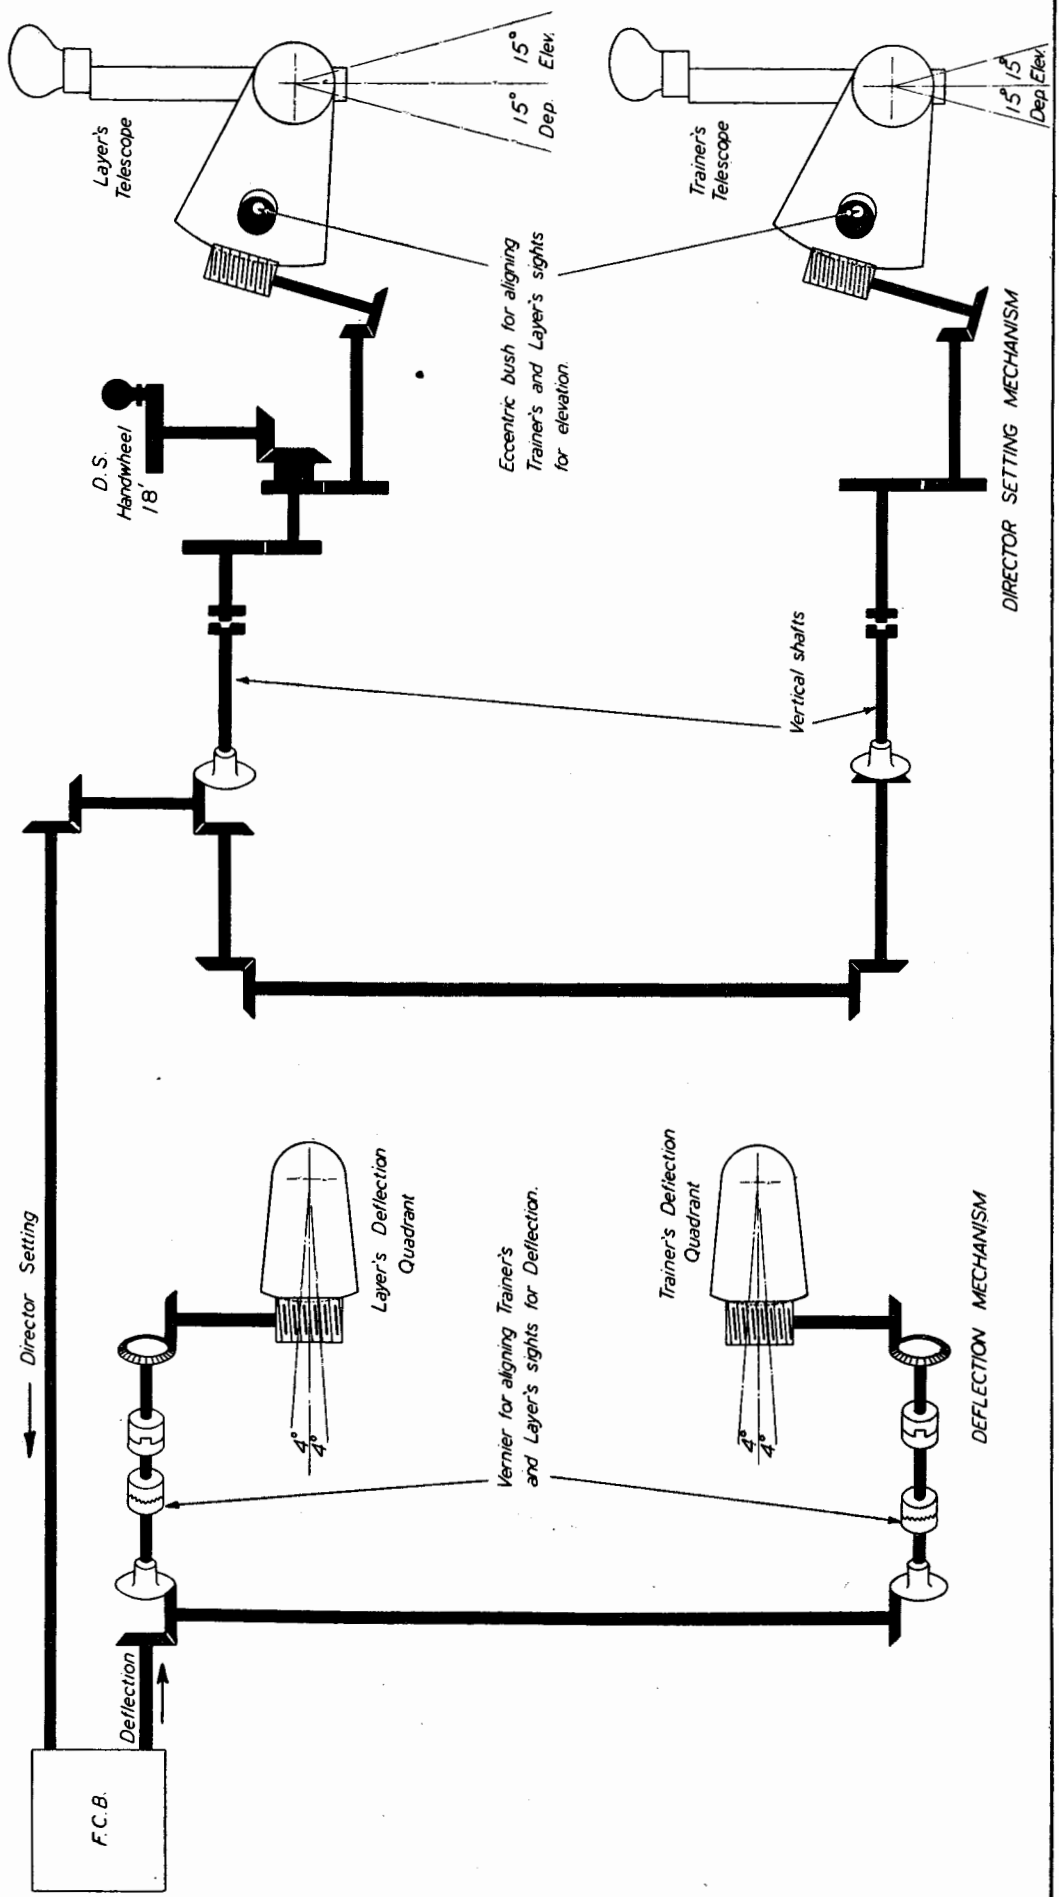 F.C.B.
Deflection
Director Setting
Layer's Deflection
Quadrant
4°
4°
Vernier for aligning Trainer's
and Layer's sights for Deflection.
Trainer's Deflection
Quadrant
4°
4°
DEFLECTION MECHANISM
D.S.
Handwheel
18'
Layer's
Telescope
15°
Elev.
15°
Dep.
Eccentric bush for aligning
Trainer's and Layer's sights
for elevation.
Vertical shafts
Trainer's
Telescope
15° 15°
Dep. Elev.
DIRECTOR SETTING MECHANISM